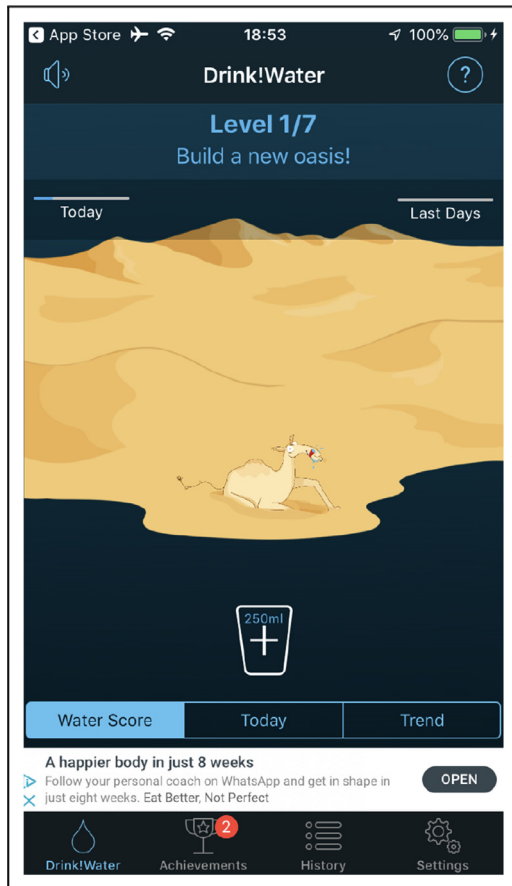 App Store 18:53 100%
Drink!Water ?
Level 1/7
Build a new oasis!
Today Last Days
250ml
Water Score Today Trend
A happier body in just 8 weeks
Follow your personal coach on WhatsApp and get in shape in
just eight weeks. Eat Better, Not Perfect
OPEN
2
Drink!Water Achievements History Settings